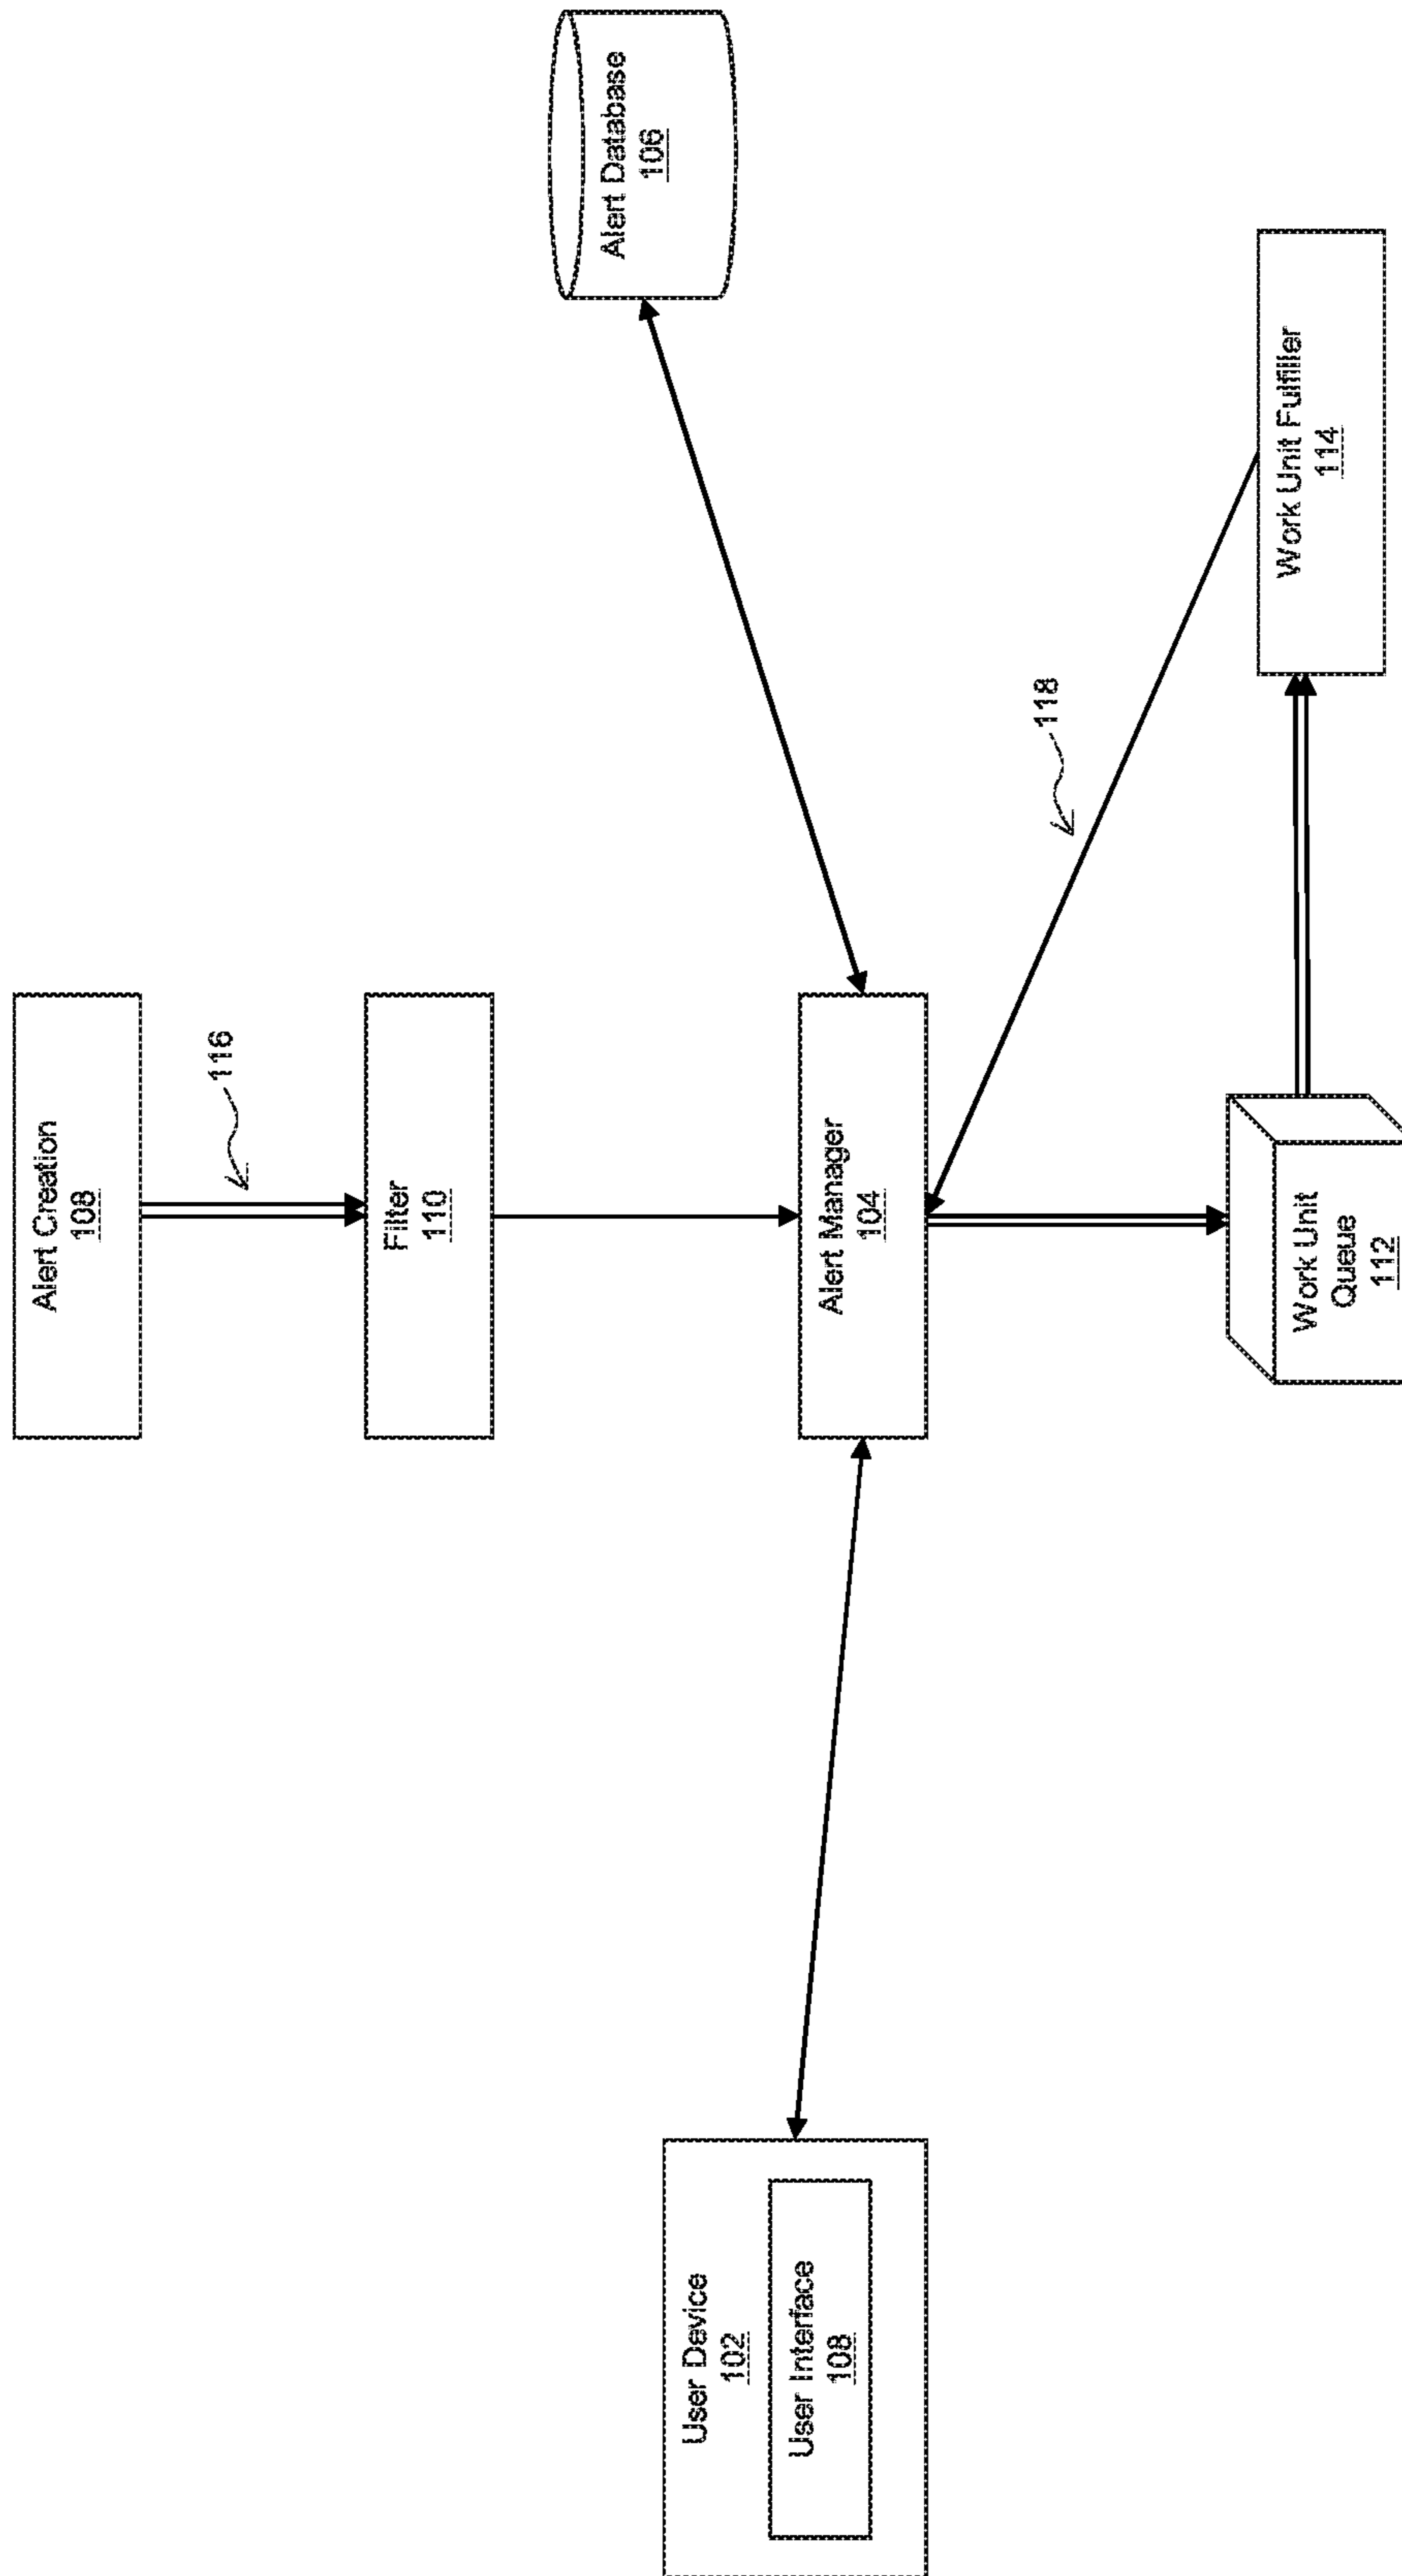 Alert Creation
108
116
Filter
110
Alert Database
106
User Device
102
User Interface
108
Alert Manager
104
118
Work Unit
Queue
112
Work Unit Fulfiller
114